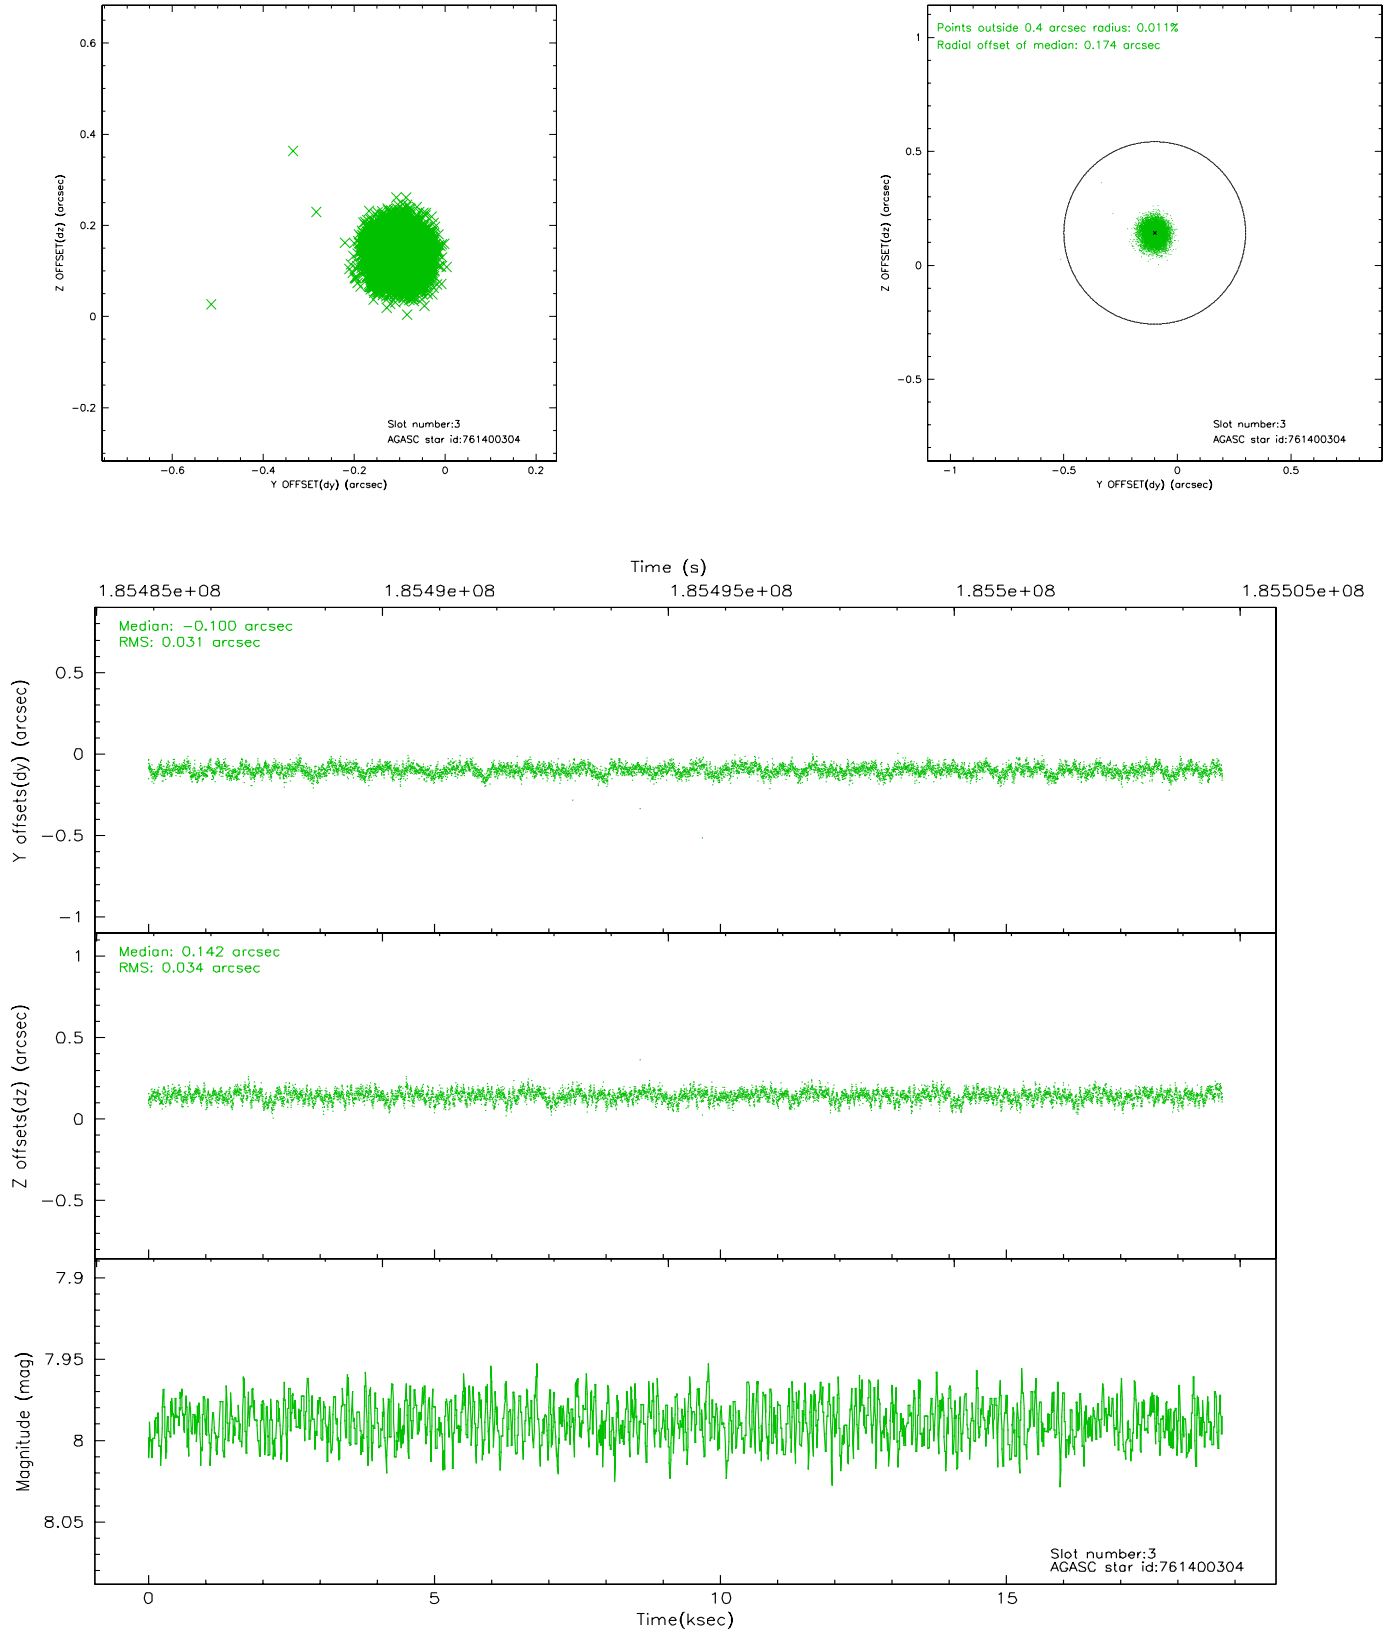 0.6
0.4
0.2
0
−0.2
Z OFFSET(dz) (arcsec)
Slot number:3
AGASC star id:761400304
−0.6 −0.4 −0.2 0 0.2
Y OFFSET(dy) (arcsec)
Points outside 0.4 arcsec radius: 0.011%
Radial offset of median: 0.174 arcsec
1
0.5
0
−0.5
Z OFFSET(dz) (arcsec)
Slot number:3
AGASC star id:761400304
−1 −0.5 0 0.5
Y OFFSET(dy) (arcsec)
Time (s)
1.85485e+08 1.8549e+08 1.85495e+08 1.855e+08 1.85505e+08
Median: −0.100 arcsec
RMS: 0.031 arcsec
0.5
0
−0.5
−1
Y offsets(dy) (arcsec)
Median: 0.142 arcsec
RMS: 0.034 arcsec
1
0.5
0
−0.5
Z offsets(dz) (arcsec)
7.9
7.95
8
8.05
Magnitude (mag)
Slot number:3
AGASC star id:761400304
0 5 10 15
Time(ksec)